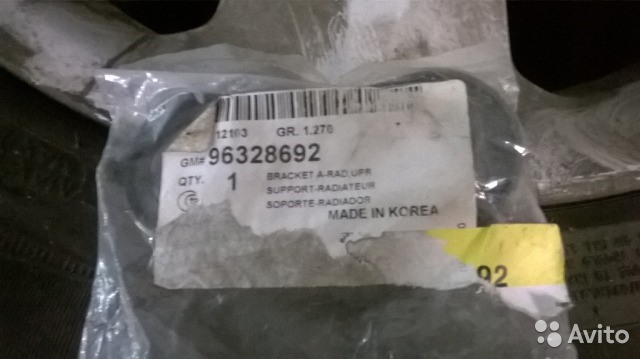 12103 GR. 1.270
GM# 96328692
QTY. 1 BRACKET A-RAD,UPR
SUPPORT-RADIATEUR
SOPORTE-RADIADOR
MADE IN KOREA
92
Avito